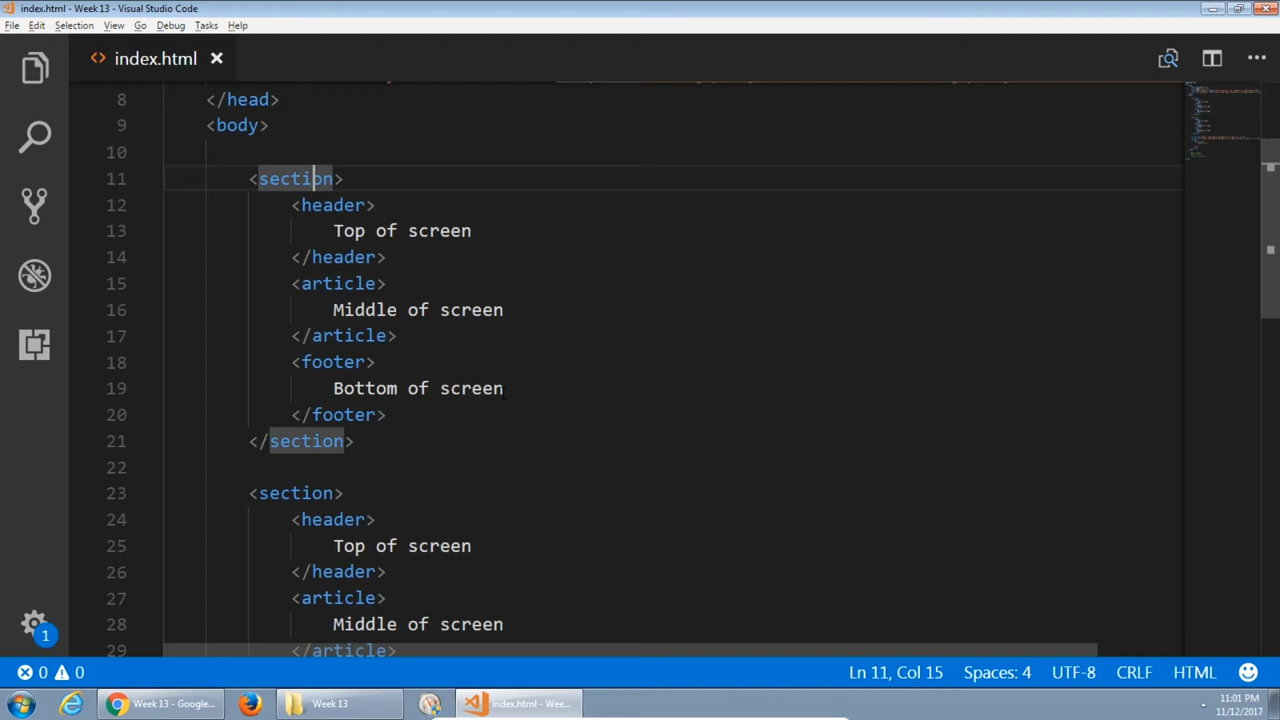 index.html - Week 13 - Visual Studio Code
File Edit Selection View Go Debug Tasks Help
index.html
8 </head>
9 <body>
10
11 <section>
12 <header>
13 Top of screen
14 </header>
15 <article>
16 Middle of screen
17 </article>
18 <footer>
19 Bottom of screen
20 </footer>
21 </section>
22
23 <section>
24 <header>
25 Top of screen
26 </header>
27 <article>
28 Middle of screen
29 </article>
1
0 0 Ln 11, Col 15 Spaces: 4 UTF-8 CRLF HTML
Week 13 - Google... Week 13 index.html - Wee... 11:01 PM
11/12/2017